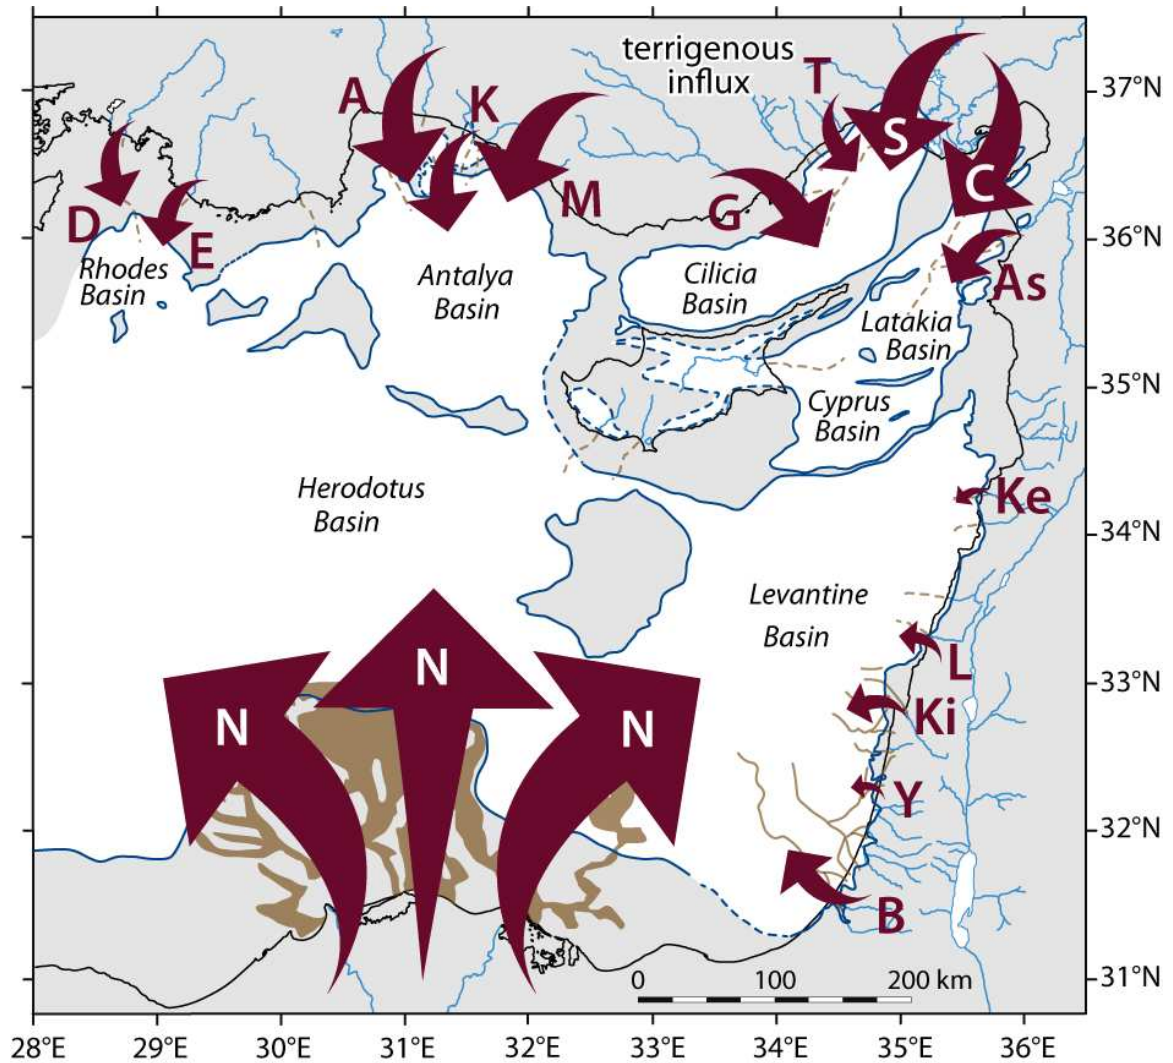 terrigenous
influx
T
A
K
S
C
M
G
D
E
As
Rhodes
Basin
Antalya
Basin
Cilicia
Basin
Latakia
Basin
Cyprus
Basin
Herodotus
Basin
Ke
Levantine
Basin
L
N
N
N
Ki
Y
B
0 100 200 km
37°N
36°N
35°N
34°N
33°N
32°N
31°N
28°E 29°E 30°E 31°E 32°E 33°E 34°E 35°E 36°E